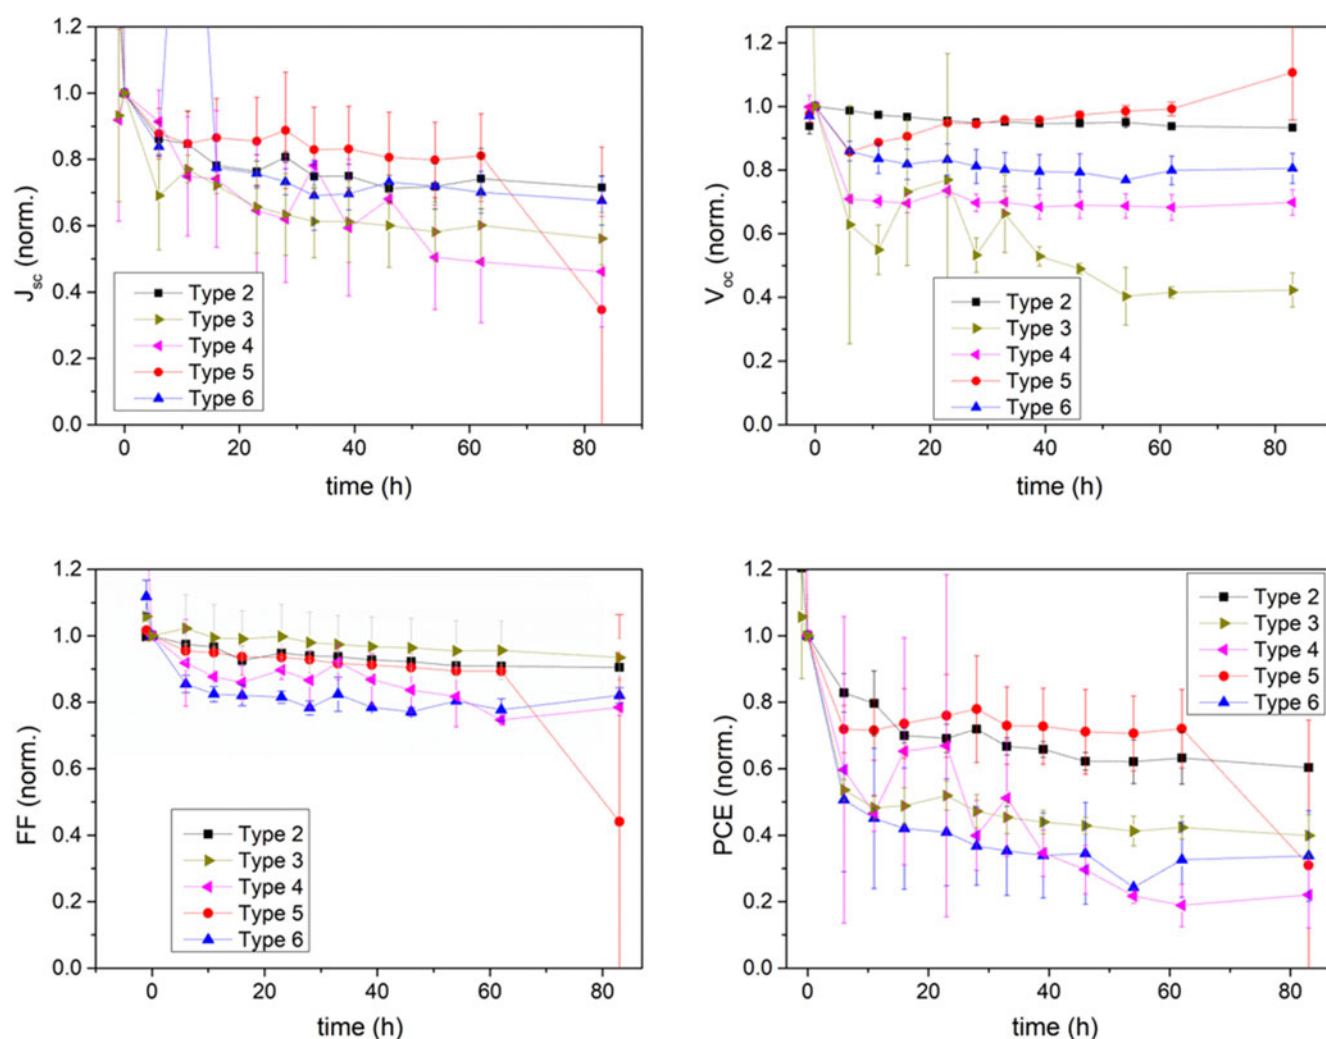 1.2
1.0
0.8
0.6
0.4
0.2
0.0
J_sc (norm.)
Type 2
Type 3
Type 4
Type 5
Type 6
0 20 40 60 80
time (h)
1.2
1.0
0.8
0.6
0.4
0.2
0.0
V_oc (norm.)
Type 2
Type 3
Type 4
Type 5
Type 6
0 20 40 60 80
time (h)
1.2
1.0
0.8
0.6
0.4
0.2
0.0
FF (norm.)
Type 2
Type 3
Type 4
Type 5
Type 6
0 20 40 60 80
time (h)
1.2
1.0
0.8
0.6
0.4
0.2
0.0
PCE (norm.)
Type 2
Type 3
Type 4
Type 5
Type 6
0 20 40 60 80
time (h)